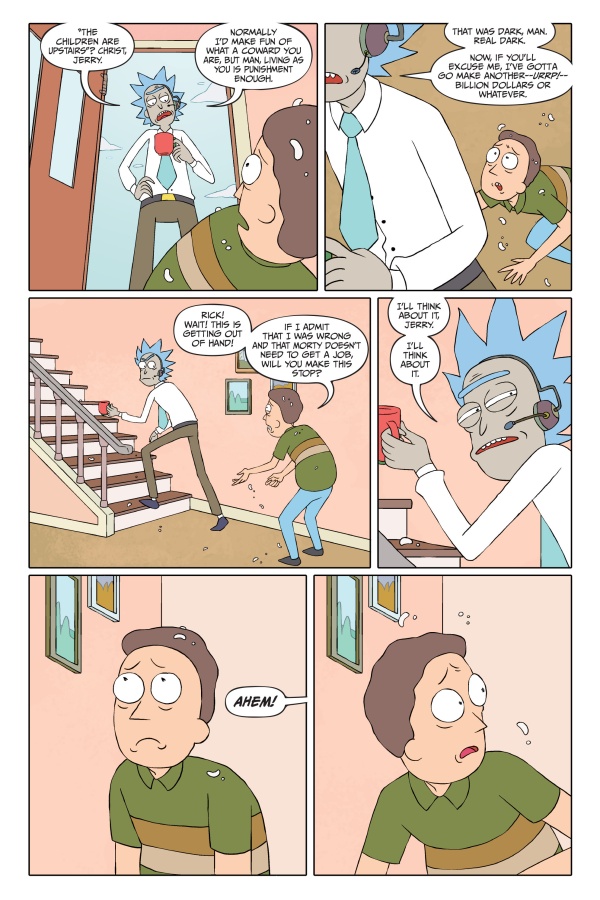 "THE
CHILDREN ARE
UPSTAIRS"? CHRIST,
JERRY.
NORMALLY
I'D MAKE FUN OF
WHAT A COWARD YOU
ARE, BUT MAN, LIVING AS
YOU IS PUNISHMENT
ENOUGH.
THAT WAS DARK, MAN.
REAL DARK.
NOW, IF YOU'LL
EXCUSE ME, I'VE GOTTA
GO MAKE ANOTHER--URRP!--
BILLION DOLLARS OR
WHATEVER.
RICK!
WAIT! THIS IS
GETTING OUT
OF HAND!
IF I ADMIT
THAT I WAS WRONG
AND THAT MORTY DOESN'T
NEED TO GET A JOB,
WILL YOU MAKE THIS
STOP?
I'LL THINK
ABOUT IT,
JERRY.
I'LL
THINK
ABOUT
IT.
AHEM!